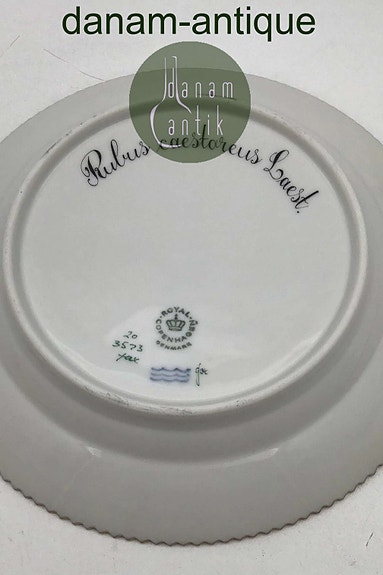 danam-antique
danam
antik
Rubus caestoreus Laest.
ROYAL
COPENHAGEN
DENMARK
20
3573